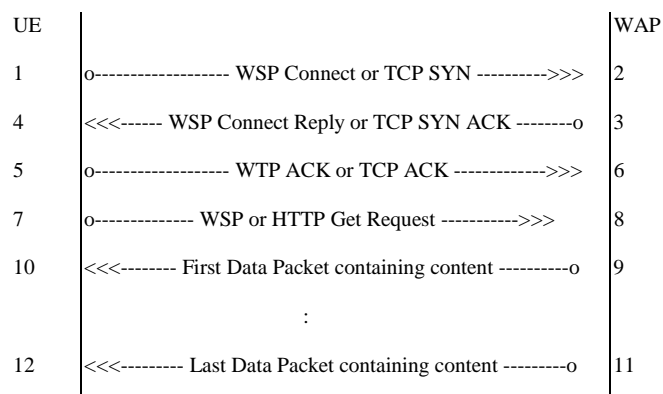 UE WAP
1 o------------------- WSP Connect or TCP SYN ---------->>> 2
4 <<<------ WSP Connect Reply or TCP SYN ACK --------o 3
5 o------------------- WTP ACK or TCP ACK ------------->>> 6
7 o-------------- WSP or HTTP Get Request ----------->>> 8
10 <<<-------- First Data Packet containing content ----------o 9
:
12 <<<--------- Last Data Packet containing content ---------o 11